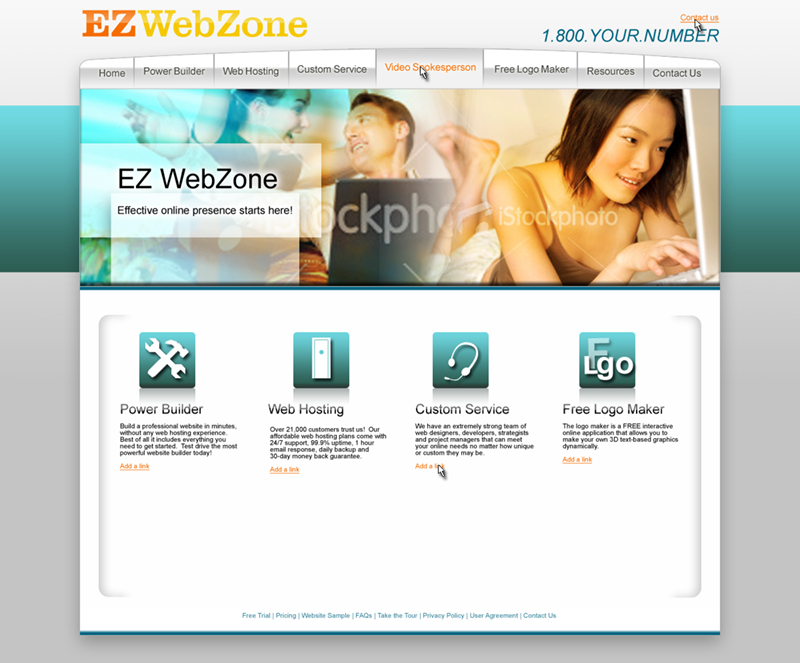 EZWebZone
Contact us
1.800.YOUR.NUMBER
Home
Power Builder
Web Hosting
Custom Service
Video Spokesperson
Free Logo Maker
Resources
Contact Us
EZ WebZone
Effective online presence starts here!
iStockphoto
Lgo
Power Builder
Build a professional website in minutes,
without any web hosting experience.
Best of all it includes everything you
need to get started. Test drive the most
powerful website builder today!
Add a link
Web Hosting
Over 21,000 customers trust us! Our
affordable web hosting plans come with
24/7 support, 99.9% uptime, 1 hour
email response, daily backup and
30-day money back guarantee.
Add a link
Custom Service
We have an extremely strong team of
web designers, developers, strategists
and project managers that can meet
your online needs no matter how unique
or custom they may be.
Add a link
Free Logo Maker
The logo maker is a FREE interactive
online application that allows you to
make your own 3D text-based graphics
dynamically.
Add a link
Free Trial | Pricing | Website Sample | FAQs | Take the Tour | Privacy Policy | User Agreement | Contact Us